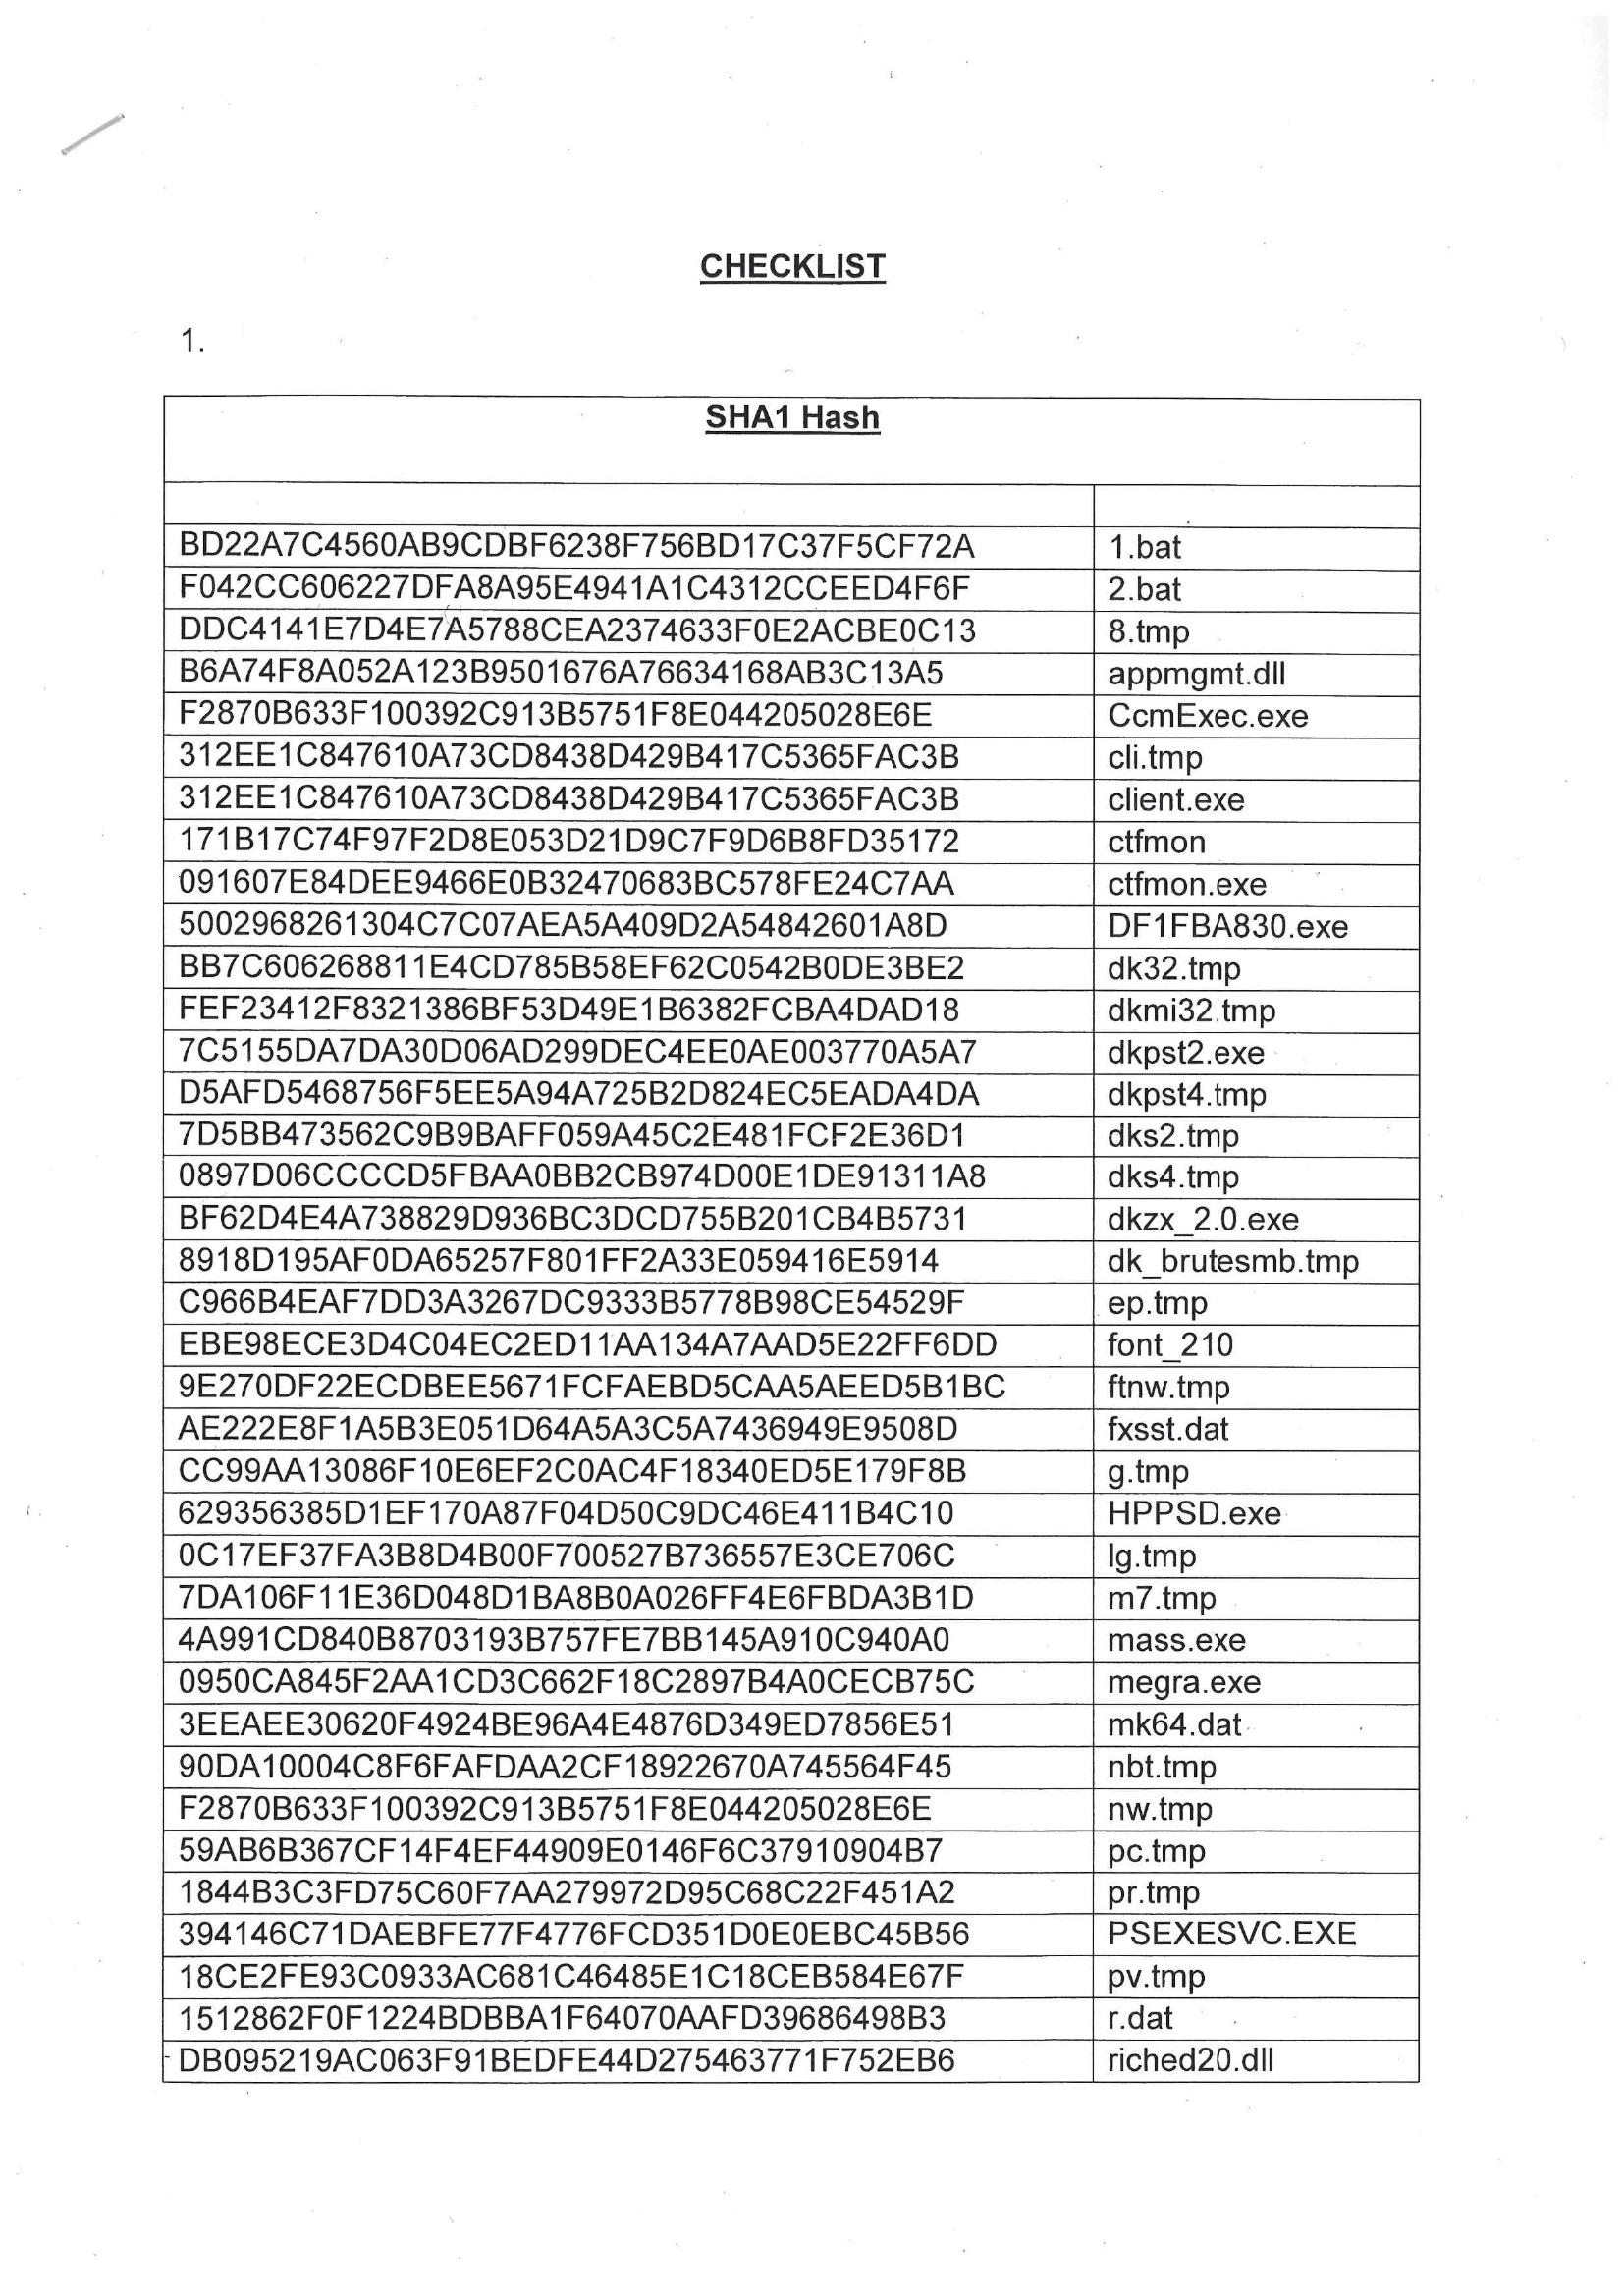 CHECKLIST
1.
SHA1 Hash
BD22A7C4560AB9CDBF6238F756BD17C37F5CF72A 1.bat
F042CC606227DFA8A95E4941A1C4312CCEED4F6F 2.bat
DDC4141E7D4E7A5788CEA2374633F0E2ACBE0C13 8.tmp
B6A74F8A052A123B9501676A76634168AB3C13A5 appmgmt.dll
F2870B633F100392C913B5751F8E044205028E6E CcmExec.exe
312EE1C847610A73CD8438D429B417C5365FAC3B cli.tmp
312EE1C847610A73CD8438D429B417C5365FAC3B client.exe
171B17C74F97F2D8E053D21D9C7F9D6B8FD35172 ctfmon
091607E84DEE9466E0B32470683BC578FE24C7AA ctfmon.exe
5002968261304C7C07AEA5A409D2A54842601A8D DF1FBA830.exe
BB7C606268811E4CD785B58EF62C0542B0DE3BE2 dk32.tmp
FEF23412F8321386BF53D49E1B6382FCBA4DAD18 dkmi32.tmp
7C5155DA7DA30D06AD299DEC4EE0AE003770A5A7 dkpst2.exe
D5AFD5468756F5EE5A94A725B2D824EC5EADA4DA dkpst4.tmp
7D5BB473562C9B9BAFF059A45C2E481FCF2E36D1 dks2.tmp
0897D06CCCCD5FBAA0BB2CB974D00E1DE91311A8 dks4.tmp
BF62D4E4A738829D936BC3DCD755B201CB4B5731 dkzx_2.0.exe
8918D195AF0DA65257F801FF2A33E059416E5914 dk_brutesmb.tmp
C966B4EAF7DD3A3267DC9333B5778B98CE54529F ep.tmp
EBE98ECE3D4C04EC2ED11AA134A7AAD5E22FF6DD font_210
9E270DF22ECDBEE5671FCFAEBD5CAA5AEED5B1BC ftnw.tmp
AE222E8F1A5B3E051D64A5A3C5A7436949E9508D fxsst.dat
CC99AA13086F10E6EF2C0AC4F18340ED5E179F8B g.tmp
629356385D1EF170A87F04D50C9DC46E411B4C10 HPPSD.exe
0C17EF37FA3B8D4B00F700527B736557E3CE706C lg.tmp
7DA106F11E36D048D1BA8B0A026FF4E6FBDA3B1D m7.tmp
4A991CD840B8703193B757FE7BB145A910C940A0 mass.exe
0950CA845F2AA1CD3C662F18C2897B4A0CECB75C megra.exe
3EEAEE30620F4924BE96A4E4876D349ED7856E51 mk64.dat
90DA10004C8F6FAFDAA2CF18922670A745564F45 nbt.tmp
F2870B633F100392C913B5751F8E044205028E6E nw.tmp
59AB6B367CF14F4EF44909E0146F6C37910904B7 pc.tmp
1844B3C3FD75C60F7AA279972D95C68C22F451A2 pr.tmp
394146C71DAEBFE77F4776FCD351D0E0EBC45B56 PSEXESVC.EXE
18CE2FE93C0933AC681C46485E1C18CEB584E67F pv.tmp
1512862F0F1224BDBBA1F64070AAFD39686498B3 r.dat
DB095219AC063F91BEDFE44D275463771F752EB6 riched20.dll